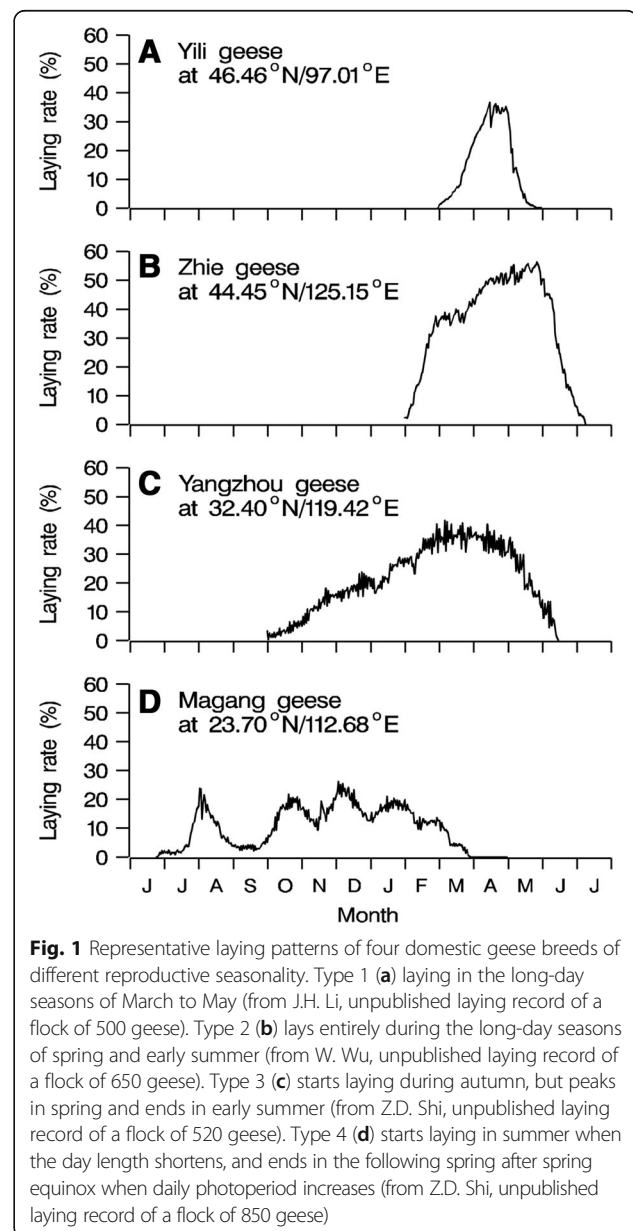 60
50
40
30
20
10
0
Laying rate (%)
A Yili geese
at 46.46°N/97.01°E
60
50
40
30
20
10
0
Laying rate (%)
B Zhie geese
at 44.45°N/125.15°E
60
50
40
30
20
10
0
Laying rate (%)
C Yangzhou geese
at 32.40°N/119.42°E
60
50
40
30
20
10
0
Laying rate (%)
D Magang geese
at 23.70°N/112.68°E
J J A S O N D J F M A M J J
Month
Fig. 1 Representative laying patterns of four domestic geese breeds of
different reproductive seasonality. Type 1 (a) laying in the long-day
seasons of March to May (from J.H. Li, unpublished laying record of a
flock of 500 geese). Type 2 (b) lays entirely during the long-day seasons
of spring and early summer (from W. Wu, unpublished laying record of
a flock of 650 geese). Type 3 (c) starts laying during autumn, but peaks
in spring and ends in early summer (from Z.D. Shi, unpublished laying
record of a flock of 520 geese). Type 4 (d) starts laying in summer when
the day length shortens, and ends in the following spring after spring
equinox when daily photoperiod increases (from Z.D. Shi, unpublished
laying record of a flock of 850 geese)